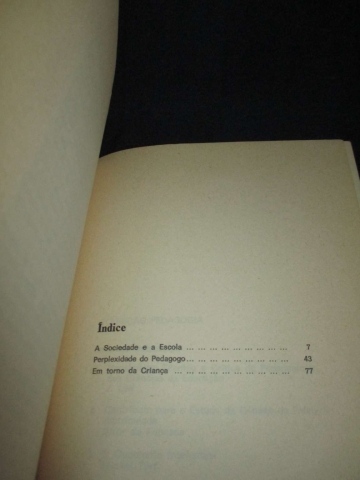 Índice
A Sociedade e a Escola ... ... ... ... ... ... ... ... ... 7
Perplexidade do Pedagogo ... ... ... ... ... ... ... ... 43
Em torno da Criança ... ... ... ... ... ... ... ... ... ... 77